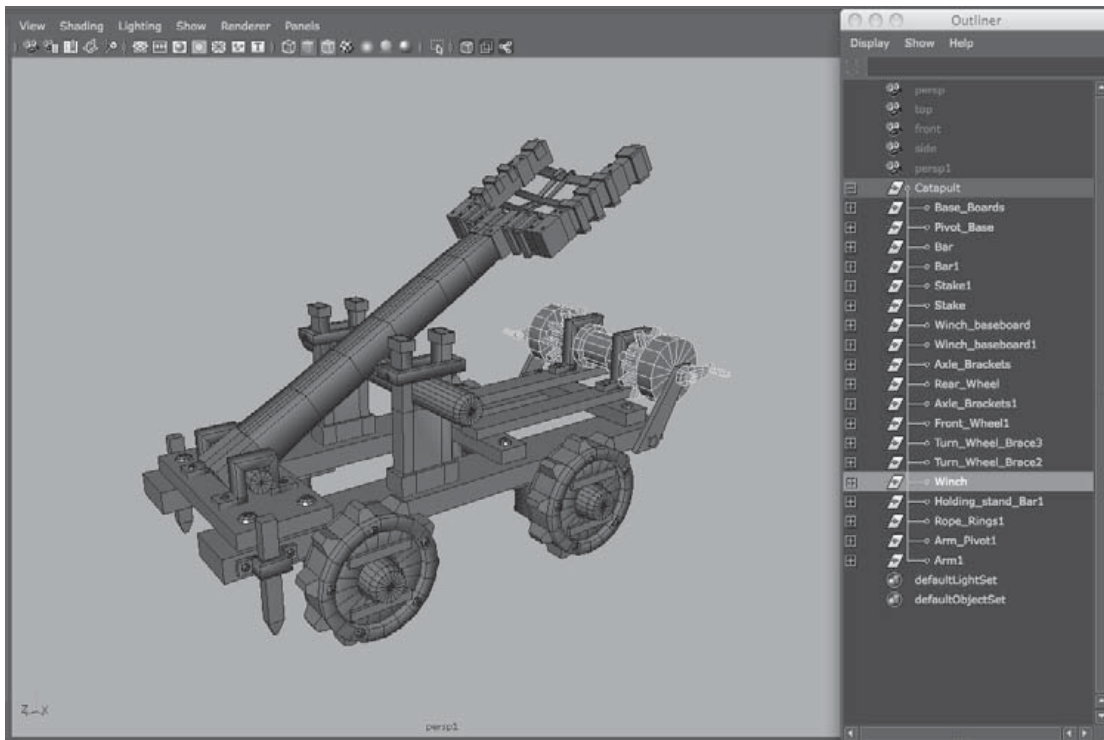 View Shading Lighting Show Renderer Panels
Outliner
Display Show Help
persp
top
front
side
persp1
Catapult
Base_Boards
Pivot_Base
Bar
Bar1
Stake1
Stake
Winch_baseboard
Winch_baseboard1
Axle_Brackets
Rear_Wheel
Axle_Brackets1
Front_Wheel1
Turn_Wheel_Brace3
Turn_Wheel_Brace2
Winch
Holding_stand_Bar1
Rope_Rings1
Arm_Pivot1
Arm1
defaultLightSet
defaultObjectSet
Z X
persp1